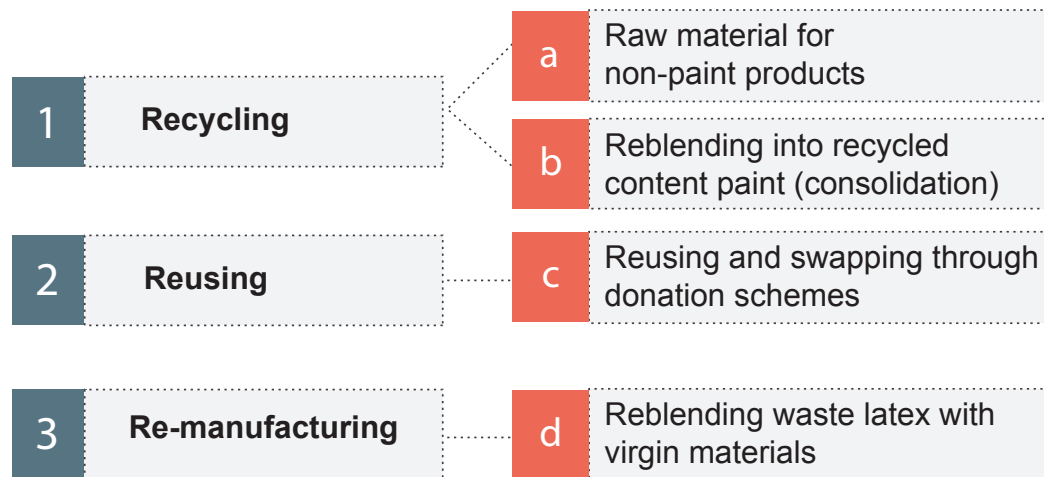 1
Recycling
a
Raw material for
non-paint products
b
Reblending into recycled
content paint (consolidation)
2
Reusing
c
Reusing and swapping through
donation schemes
3
Re-manufacturing
d
Reblending waste latex with
virgin materials